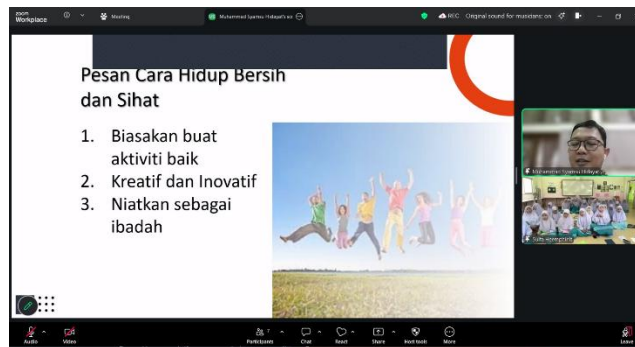 zoom
Workplace
Meeting
REC
Original sound for musicians: on
Pesan Cara Hidup Bersih
dan Sihat
1. Biasakan buat
aktiviti baik
2. Kreatif dan Inovatif
3. Niatkan sebagai
ibadah
Audio
Video
Participants
7
Chat
React
Share
Host tools
More
Leave